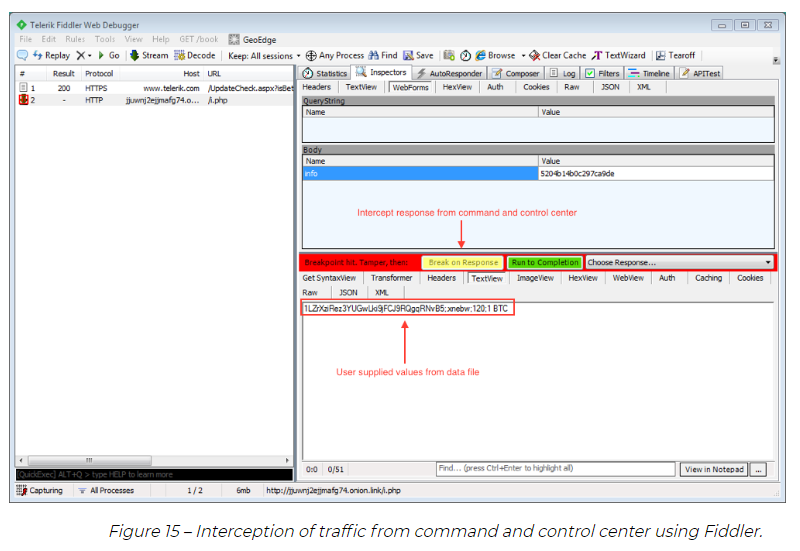 Telerik Fiddler Web Debugger
File Edit Rules Tools View Help GET /book GeoEdge
Replay X Go Stream Decode Keep: All sessions Any Process Find Save Browse Clear Cache TextWizard Tearoff
# Result Protocol Host URL
1 200 HTTPS www.telerik.com /UpdateCheck.aspx?isBet
2 - HTTP jjuwnj2ejjmafg74.o... /i.php
Statistics Inspectors AutoResponder Composer Log Filters Timeline APITest
Headers TextView WebForms HexView Auth Cookies Raw JSON XML
QueryString
Name Value
Body
Name Value
info 5204b14b0c297ca9de
Intercept response from command and control center
Breakpoint hit. Tamper, then: Break on Response Run to Completion Choose Response...
Get SyntaxView Transformer Headers TextView ImageView HexView WebView Auth Caching Cookies
Raw JSON XML
1LZrXziRez3YUGwLki9jFCJ9RQgqRNvB5;.xnebw:120;1 BTC
User supplied values from data file
0:0 0/51 Find... (press Ctrl+Enter to highlight all) View in Notepad ...
[QuickExec] ALT+Q > type HELP to learn more
Capturing All Processes 1 / 2 6mb http://jjuwnj2ejjmafg74.onion.link/i.php
Figure 15 – Interception of traffic from command and control center using Fiddler.